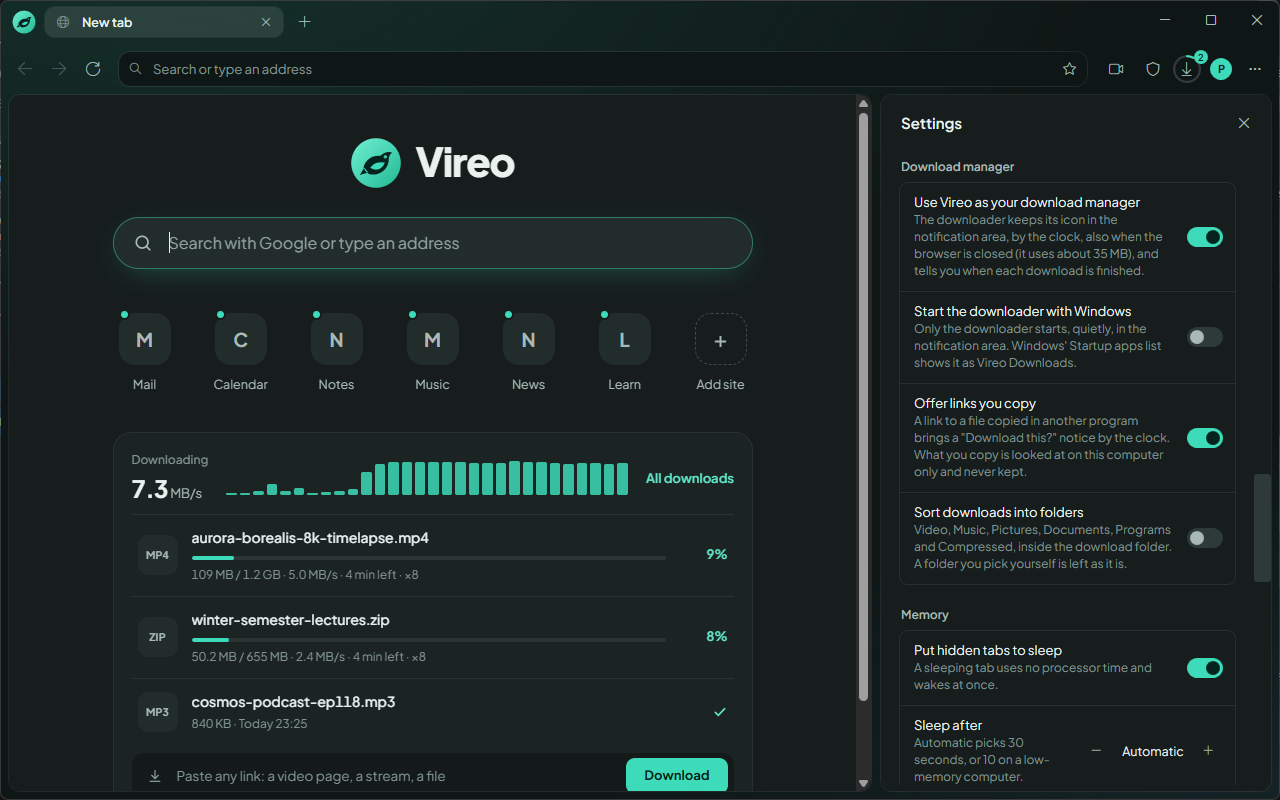 New tab
Search or type an address
2
P
Vireo
Search with Google or type an address
M
C
N
M
N
L
+
Mail
Calendar
Notes
Music
News
Learn
Add site
Downloading
7.3 MB/s
All downloads
MP4
aurora-borealis-8k-timelapse.mp4
109 MB / 1.2 GB · 5.0 MB/s · 4 min left · ×8
9%
ZIP
winter-semester-lectures.zip
50.2 MB / 655 MB · 2.4 MB/s · 4 min left · ×8
8%
MP3
cosmos-podcast-ep118.mp3
840 KB · Today 23:25
Paste any link: a video page, a stream, a file
Download
Settings
Download manager
Use Vireo as your download manager
The downloader keeps its icon in the
notification area, by the clock, also when the
browser is closed (it uses about 35 MB), and
tells you when each download is finished.
Start the downloader with Windows
Only the downloader starts, quietly, in the
notification area. Windows' Startup apps list
shows it as Vireo Downloads.
Offer links you copy
A link to a file copied in another program
brings a "Download this?" notice by the clock.
What you copy is looked at on this computer
only and never kept.
Sort downloads into folders
Video, Music, Pictures, Documents, Programs
and Compressed, inside the download folder.
A folder you pick yourself is left as it is.
Memory
Put hidden tabs to sleep
A sleeping tab uses no processor time and
wakes at once.
Sleep after
Automatic picks 30
seconds, or 10 on a low-
memory computer.
− Automatic +